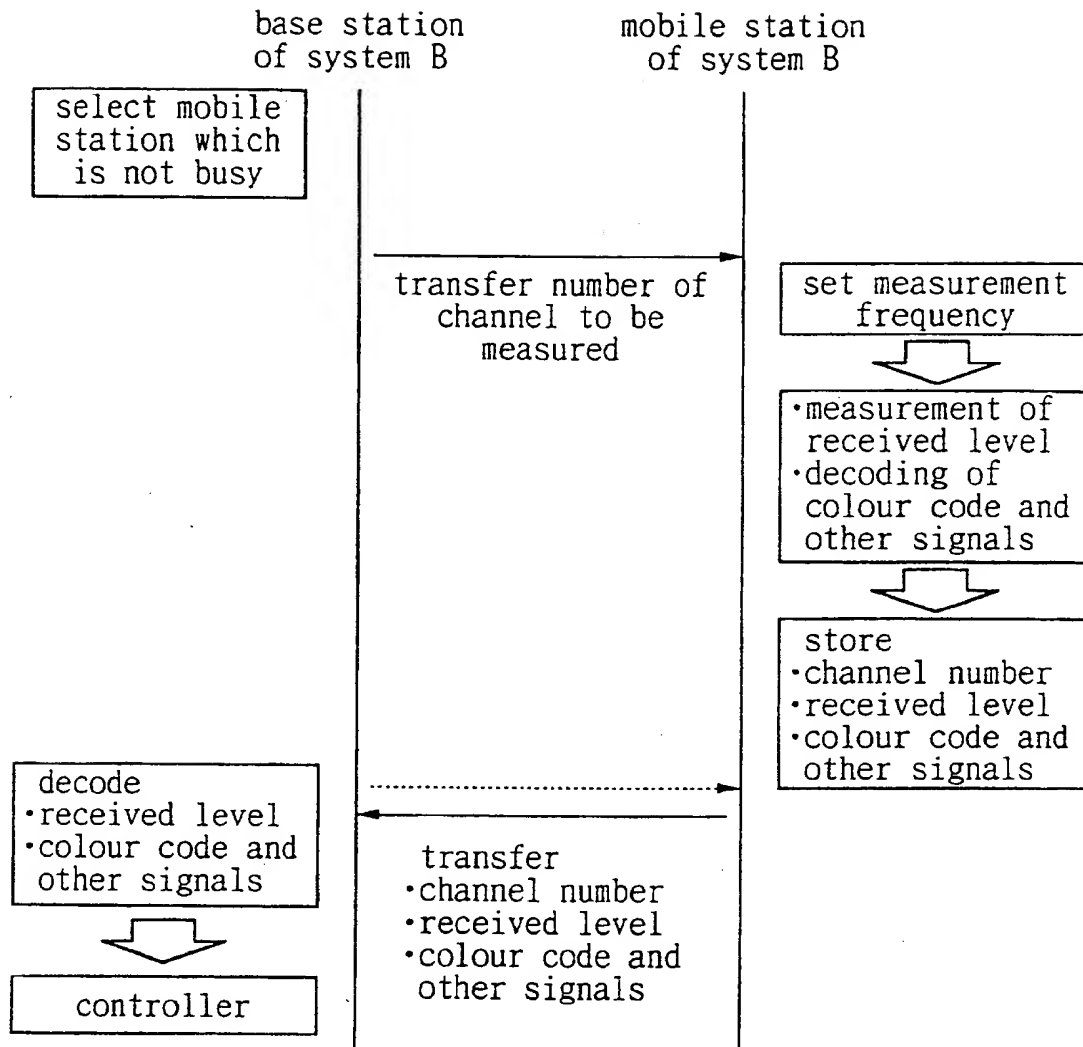 base station
of system B
mobile station
of system B
select mobile
station which
is not busy
transfer number of
channel to be
measured
set measurement
frequency
・measurement of
received level
・decoding of
colour code and
other signals
store
・channel number
・received level
・colour code and
other signals
decode
・received level
・colour code and
other signals
transfer
・channel number
・received level
・colour code and
other signals
controller